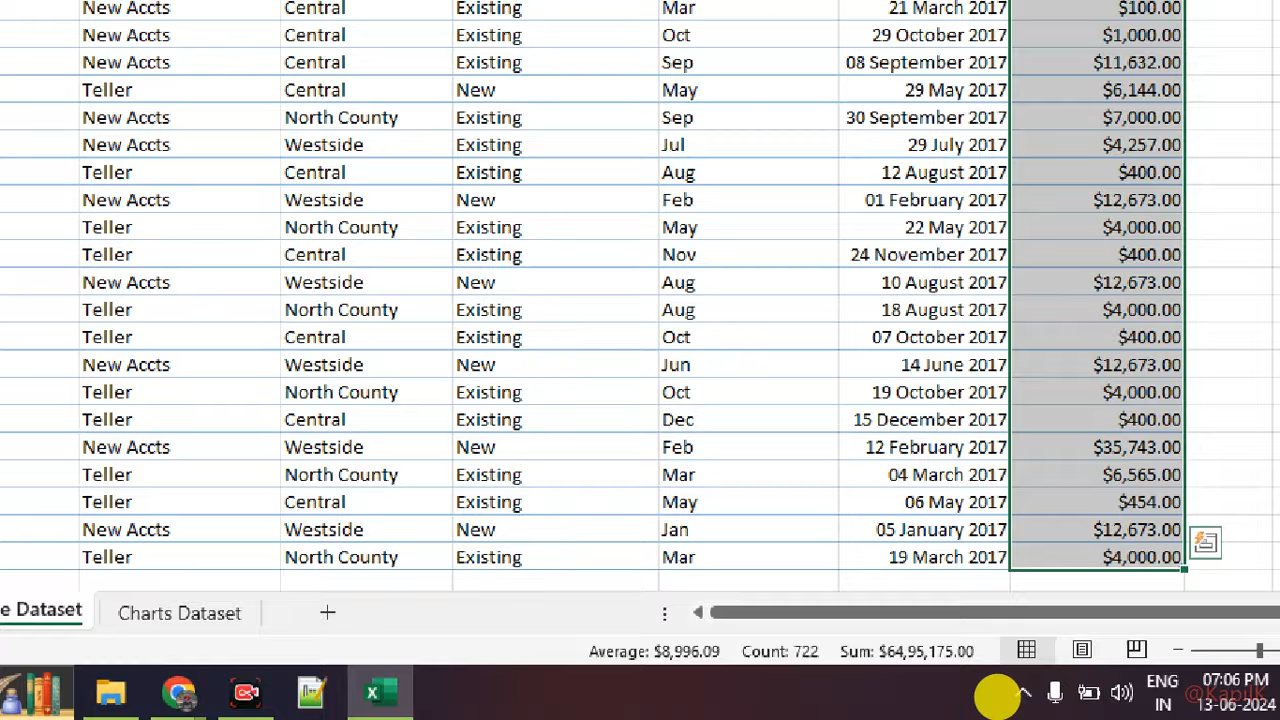 New Accts Central Existing Mar 21 March 2017 $100.00
New Accts Central Existing Oct 29 October 2017 $1,000.00
New Accts Central Existing Sep 08 September 2017 $11,632.00
Teller Central New May 29 May 2017 $6,144.00
New Accts North County Existing Sep 30 September 2017 $7,000.00
New Accts Westside Existing Jul 29 July 2017 $4,257.00
Teller Central Existing Aug 12 August 2017 $400.00
New Accts Westside New Feb 01 February 2017 $12,673.00
Teller North County Existing May 22 May 2017 $4,000.00
Teller Central Existing Nov 24 November 2017 $400.00
New Accts Westside New Aug 10 August 2017 $12,673.00
Teller North County Existing Aug 18 August 2017 $4,000.00
Teller Central Existing Oct 07 October 2017 $400.00
New Accts Westside New Jun 14 June 2017 $12,673.00
Teller North County Existing Oct 19 October 2017 $4,000.00
Teller Central Existing Dec 15 December 2017 $400.00
New Accts Westside New Feb 12 February 2017 $35,743.00
Teller North County Existing Mar 04 March 2017 $6,565.00
Teller Central Existing May 06 May 2017 $454.00
New Accts Westside New Jan 05 January 2017 $12,673.00
Teller North County Existing Mar 19 March 2017 $4,000.00
e Dataset Charts Dataset
Average: $8,996.09 Count: 722 Sum: $64,95,175.00
ENG 07:06 PM
IN 13-06-2024
@KapilK